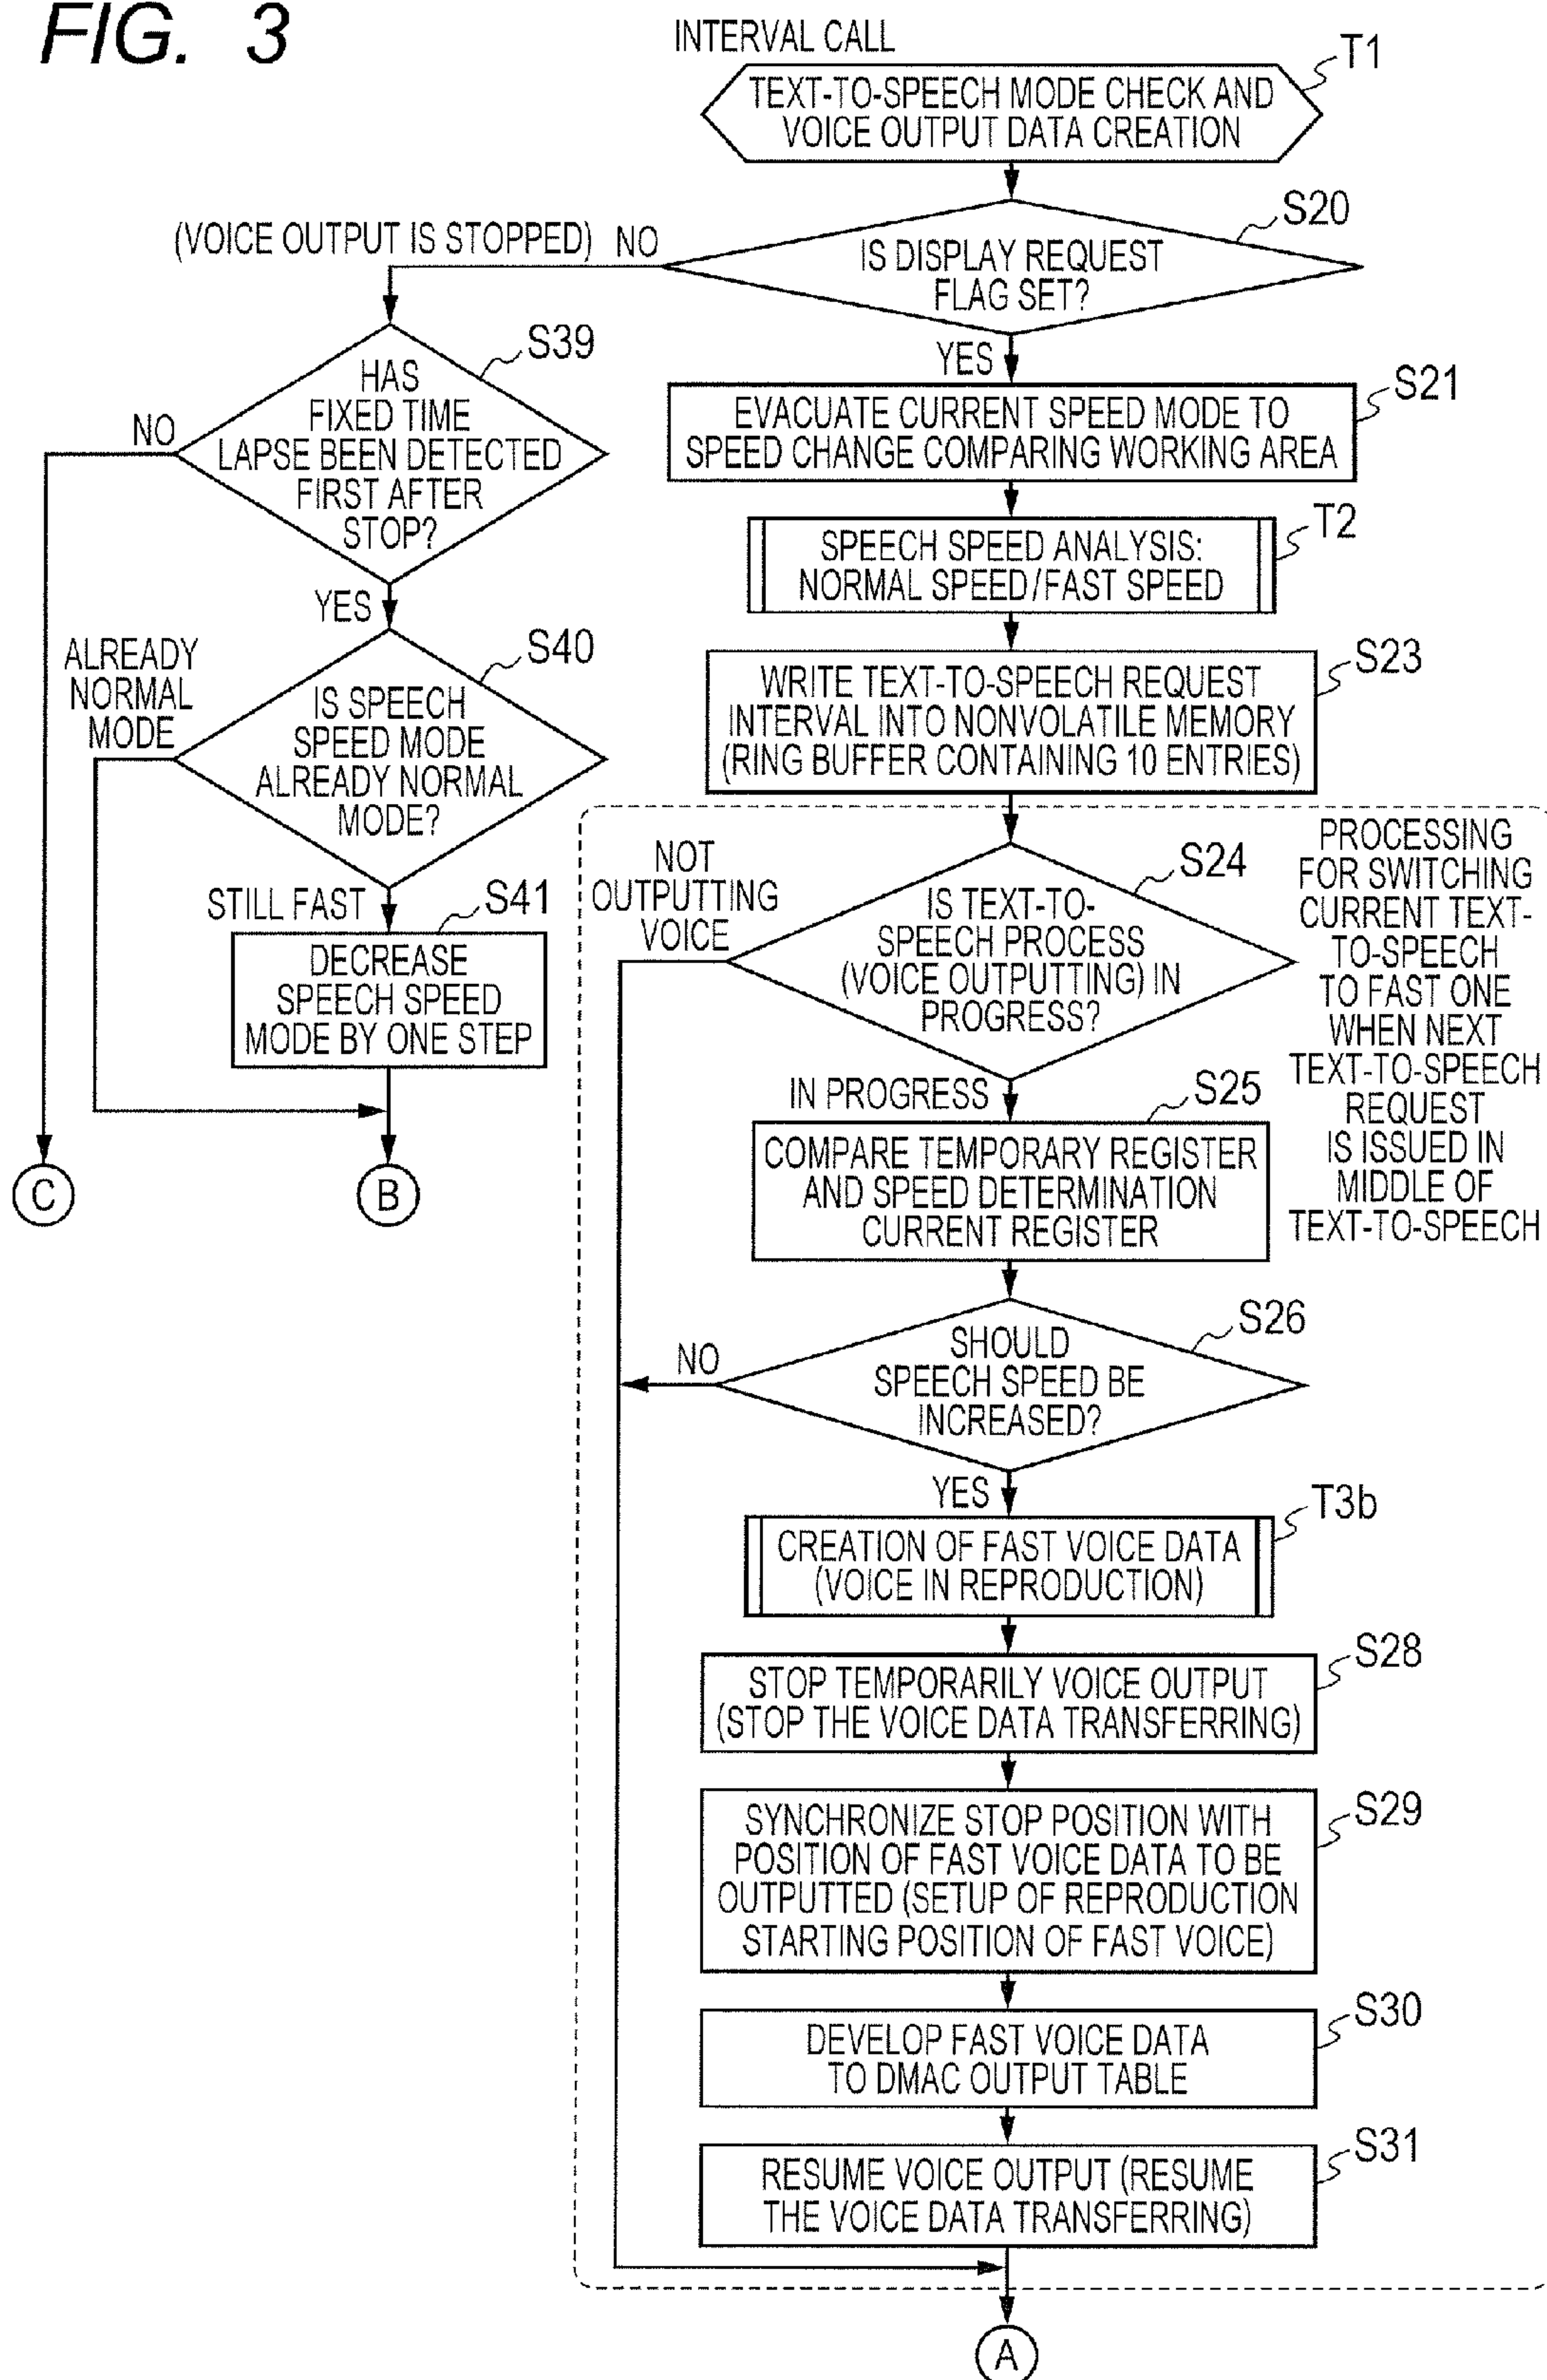 FIG. 3
INTERVAL CALL
T1
TEXT-TO-SPEECH MODE CHECK AND
VOICE OUTPUT DATA CREATION
S20
(VOICE OUTPUT IS STOPPED) NO
IS DISPLAY REQUEST
FLAG SET?
YES
S39
HAS
FIXED TIME
LAPSE BEEN DETECTED
FIRST AFTER
STOP?
NO
YES
S21
EVACUATE CURRENT SPEED MODE TO
SPEED CHANGE COMPARING WORKING AREA
T2
SPEECH SPEED ANALYSIS:
NORMAL SPEED/FAST SPEED
S40
ALREADY
NORMAL
MODE
IS SPEECH
SPEED MODE
ALREADY NORMAL
MODE?
STILL FAST
S23
WRITE TEXT-TO-SPEECH REQUEST
INTERVAL INTO NONVOLATILE MEMORY
(RING BUFFER CONTAINING 10 ENTRIES)
S41
DECREASE
SPEECH SPEED
MODE BY ONE STEP
C
B
NOT
OUTPUTTING
VOICE
S24
IS TEXT-TO-
SPEECH PROCESS
(VOICE OUTPUTTING) IN
PROGRESS?
PROCESSING
FOR SWITCHING
CURRENT TEXT-
TO-SPEECH
TO FAST ONE
WHEN NEXT
TEXT-TO-SPEECH
REQUEST
IS ISSUED IN
MIDDLE OF
TEXT-TO-SPEECH
IN PROGRESS
S25
COMPARE TEMPORARY REGISTER
AND SPEED DETERMINATION
CURRENT REGISTER
S26
NO
SHOULD
SPEECH SPEED BE
INCREASED?
YES
T3b
CREATION OF FAST VOICE DATA
(VOICE IN REPRODUCTION)
S28
STOP TEMPORARILY VOICE OUTPUT
(STOP THE VOICE DATA TRANSFERRING)
S29
SYNCHRONIZE STOP POSITION WITH
POSITION OF FAST VOICE DATA TO BE
OUTPUTTED (SETUP OF REPRODUCTION
STARTING POSITION OF FAST VOICE)
S30
DEVELOP FAST VOICE DATA
TO DMAC OUTPUT TABLE
S31
RESUME VOICE OUTPUT (RESUME
THE VOICE DATA TRANSFERRING)
A